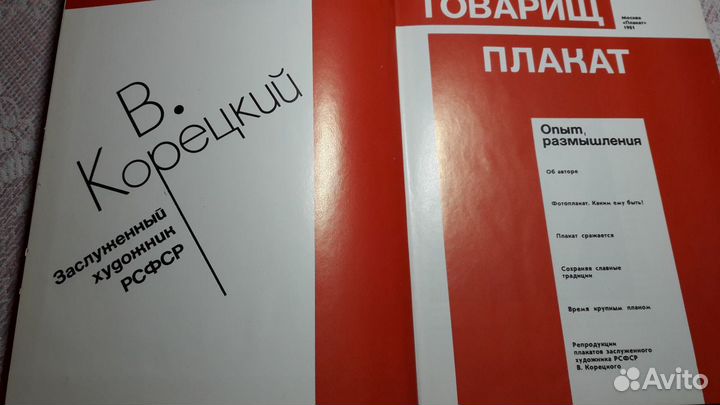 В.
Корецкий
Заслуженный
художник
РСФСР
ТОВАРИЩ
Москва
«Плакат»
1981
ПЛАКАТ
Опыт,
размышления
Об авторе
Фотоплакат. Каким ему быть!
Плакат сражается
Сохраняя славные
традиции
Время крупным планом
Репродукции
плакатов заслуженного
художника РСФСР
В. Корецкого
Avito